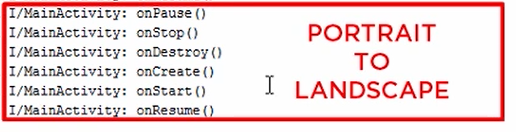 I/MainActivity: onPause()
I/MainActivity: onStop()
I/MainActivity: onDestroy()
I/MainActivity: onCreate()
I/MainActivity: onStart()
I/MainActivity: onResume()
PORTRAIT
TO
LANDSCAPE